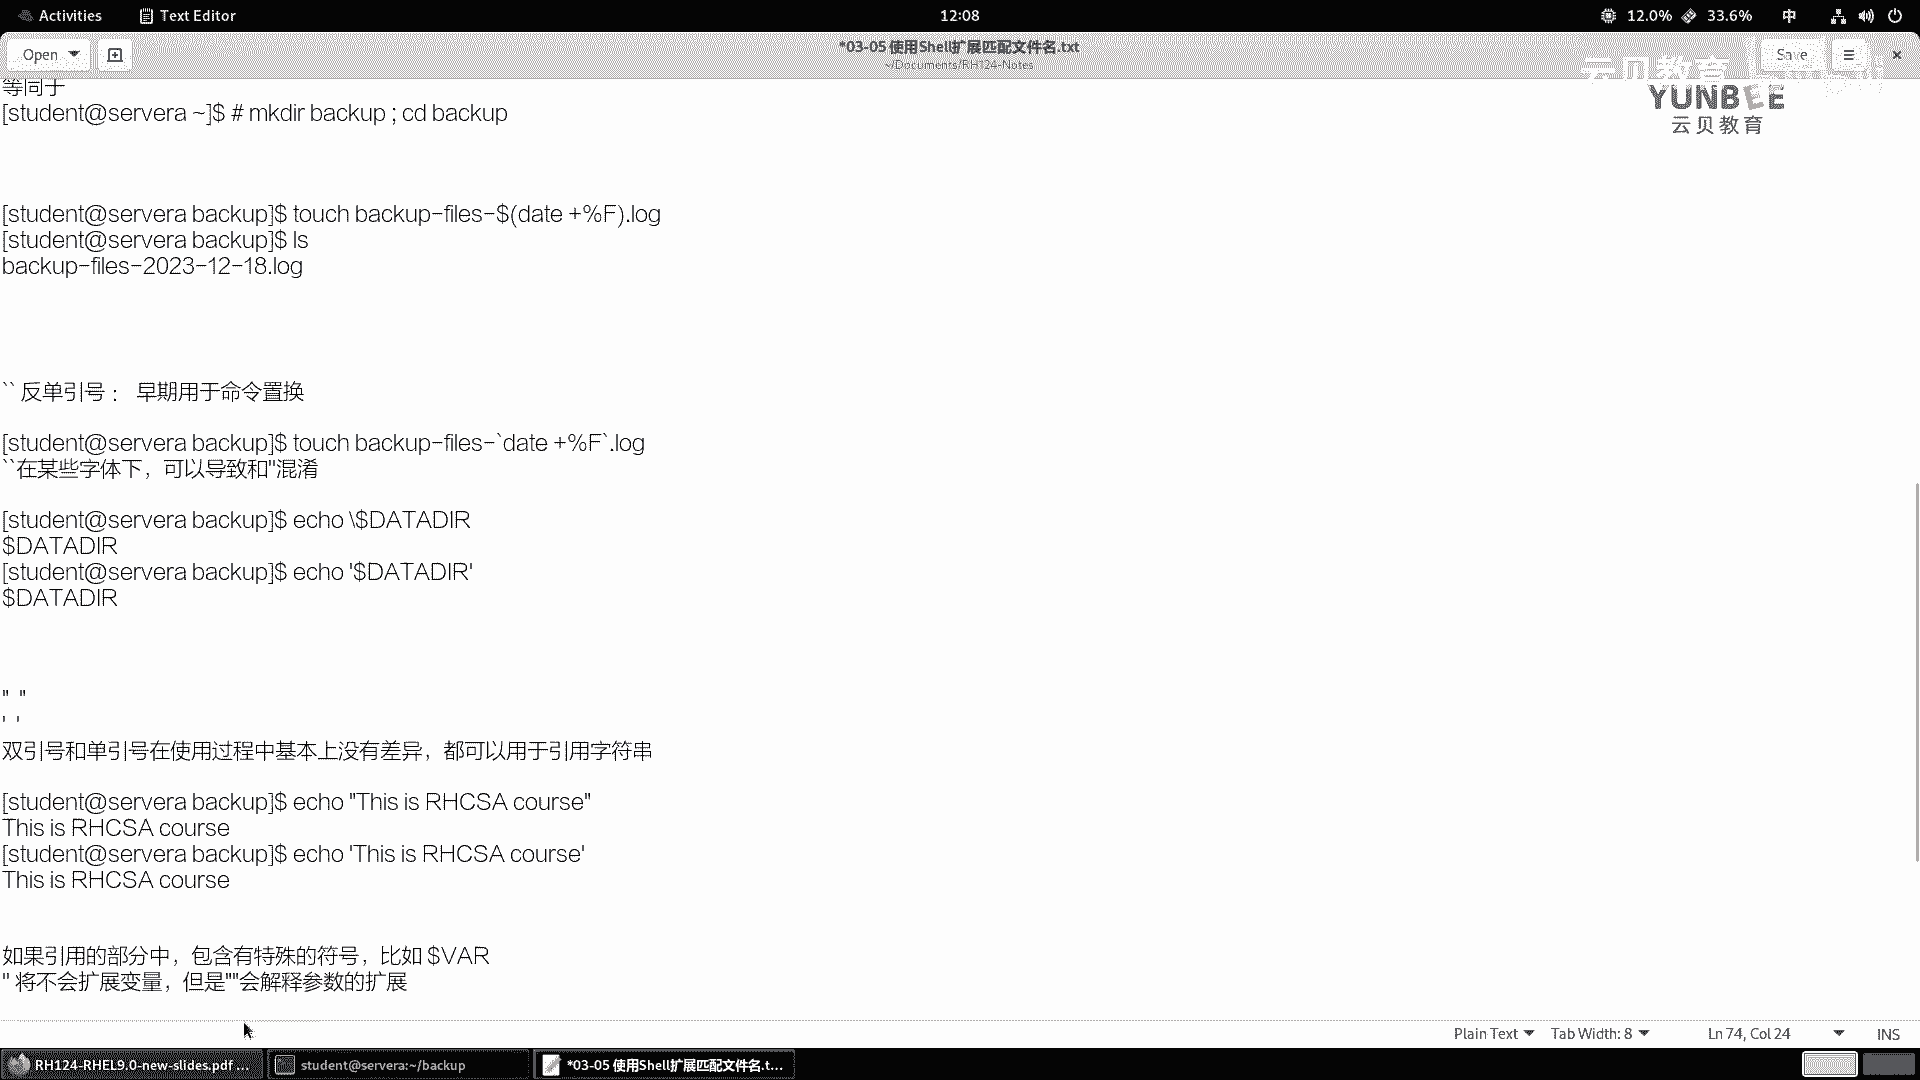 Activities
Text Editor
12:08
12.0%
33.6%
中
Open
*03-05 使用Shell扩展匹配文件名.txt
~/Documents/RH124-Notes
Save
云贝教育
YUNBEE
云贝教育
等同于
[student@servera ~]$ # mkdir backup ; cd backup
[student@servera backup]$ touch backup-files-$(date +%F).log
[student@servera backup]$ ls
backup-files-2023-12-18.log
`` 反单引号 ： 早期用于命令置换
[student@servera backup]$ touch backup-files-`date +%F`.log
``在某些字体下，可以导致和''混淆
[student@servera backup]$ echo \$DATADIR
$DATADIR
[student@servera backup]$ echo '$DATADIR'
$DATADIR
" "
' '
双引号和单引号在使用过程中基本上没有差异，都可以用于引用字符串
[student@servera backup]$ echo "This is RHCSA course"
This is RHCSA course
[student@servera backup]$ echo 'This is RHCSA course'
This is RHCSA course
如果引用的部分中，包含有特殊的符号，比如 $VAR
'' 将不会扩展变量，但是""会解释参数的扩展
Plain Text
Tab Width: 8
Ln 74, Col 24
INS
RH124-RHEL9.0-new-slides.pdf ...
student@servera:~/backup
*03-05 使用Shell扩展匹配文件名.t...